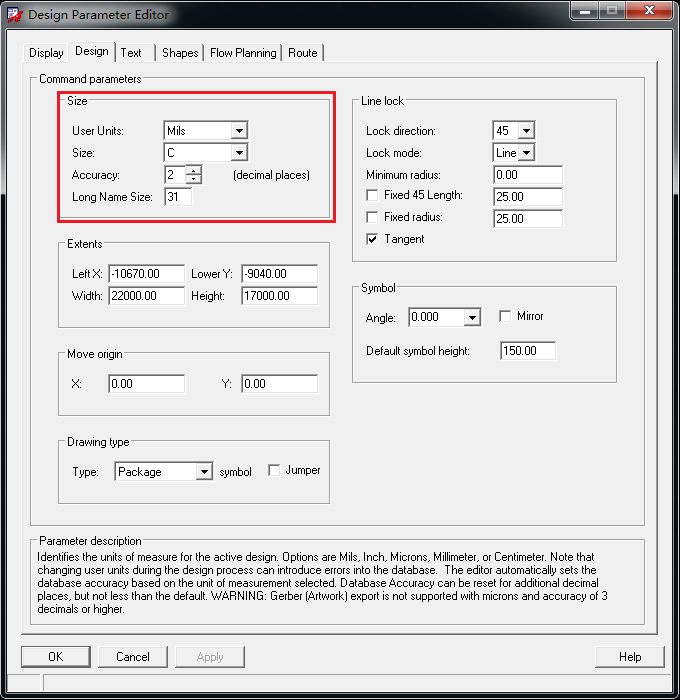 Design Parameter Editor
Display Design Text Shapes Flow Planning Route
Command parameters
Size
User Units: Mils
Size: C
Accuracy: 2 (decimal places)
Long Name Size: 31
Line lock
Lock direction: 45
Lock mode: Line
Minimum radius: 0.00
Fixed 45 Length: 25.00
Fixed radius: 25.00
Tangent
Extents
Left X: -10670.00 Lower Y: -9040.00
Width: 22000.00 Height: 17000.00
Symbol
Angle: 0.000 Mirror
Default symbol height: 150.00
Move origin
X: 0.00 Y: 0.00
Drawing type
Type: Package symbol Jumper
Parameter description
Identifies the units of measure for the active design. Options are Mils, Inch, Microns, Millimeter, or Centimeter. Note that
changing user units during the design process can introduce errors into the database. The editor automatically sets the
database accuracy based on the unit of measurement selected. Database Accuracy can be reset for additional decimal
places, but not less than the default. WARNING: Gerber (Artwork) export is not supported with microns and accuracy of 3
decimals or higher.
OK Cancel Apply Help